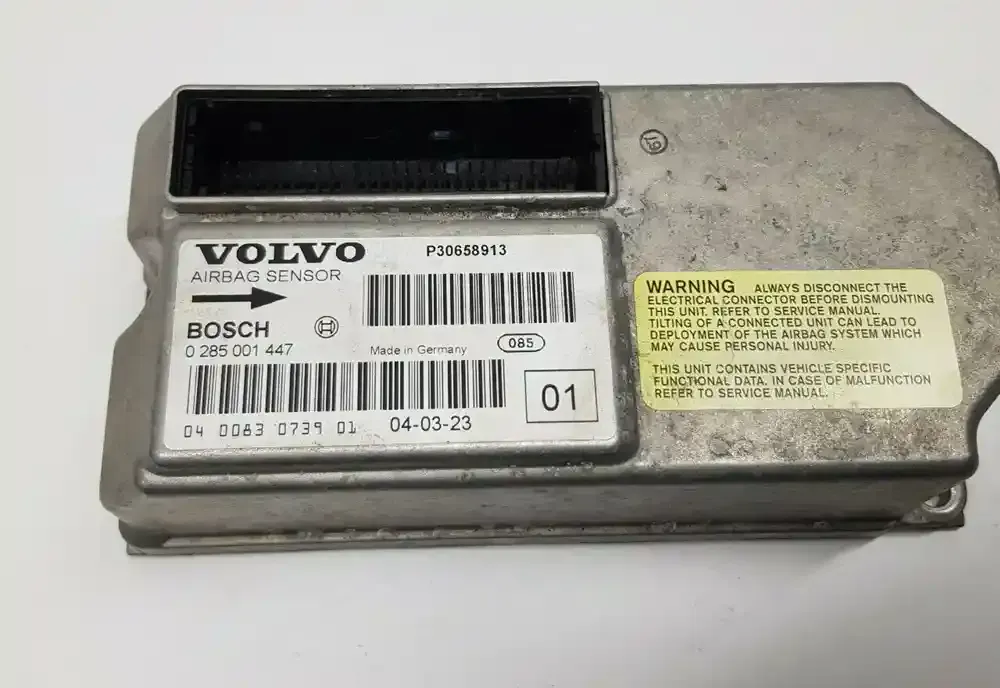 VOLVO
P30658913
AIRBAG SENSOR
BOSCH
0 285 001 447
Made in Germany
085
01
04 0083 0739 01
04-03-23
WARNING ALWAYS DISCONNECT THE
ELECTRICAL CONNECTOR BEFORE DISMOUNTING
THIS UNIT. REFER TO SERVICE MANUAL.
TILTING OF A CONNECTED UNIT CAN LEAD TO
DEPLOYMENT OF THE AIRBAG SYSTEM WHICH
MAY CAUSE PERSONAL INJURY.
THIS UNIT CONTAINS VEHICLE SPECIFIC
FUNCTIONAL DATA. IN CASE OF MALFUNCTION
REFER TO SERVICE MANUAL.